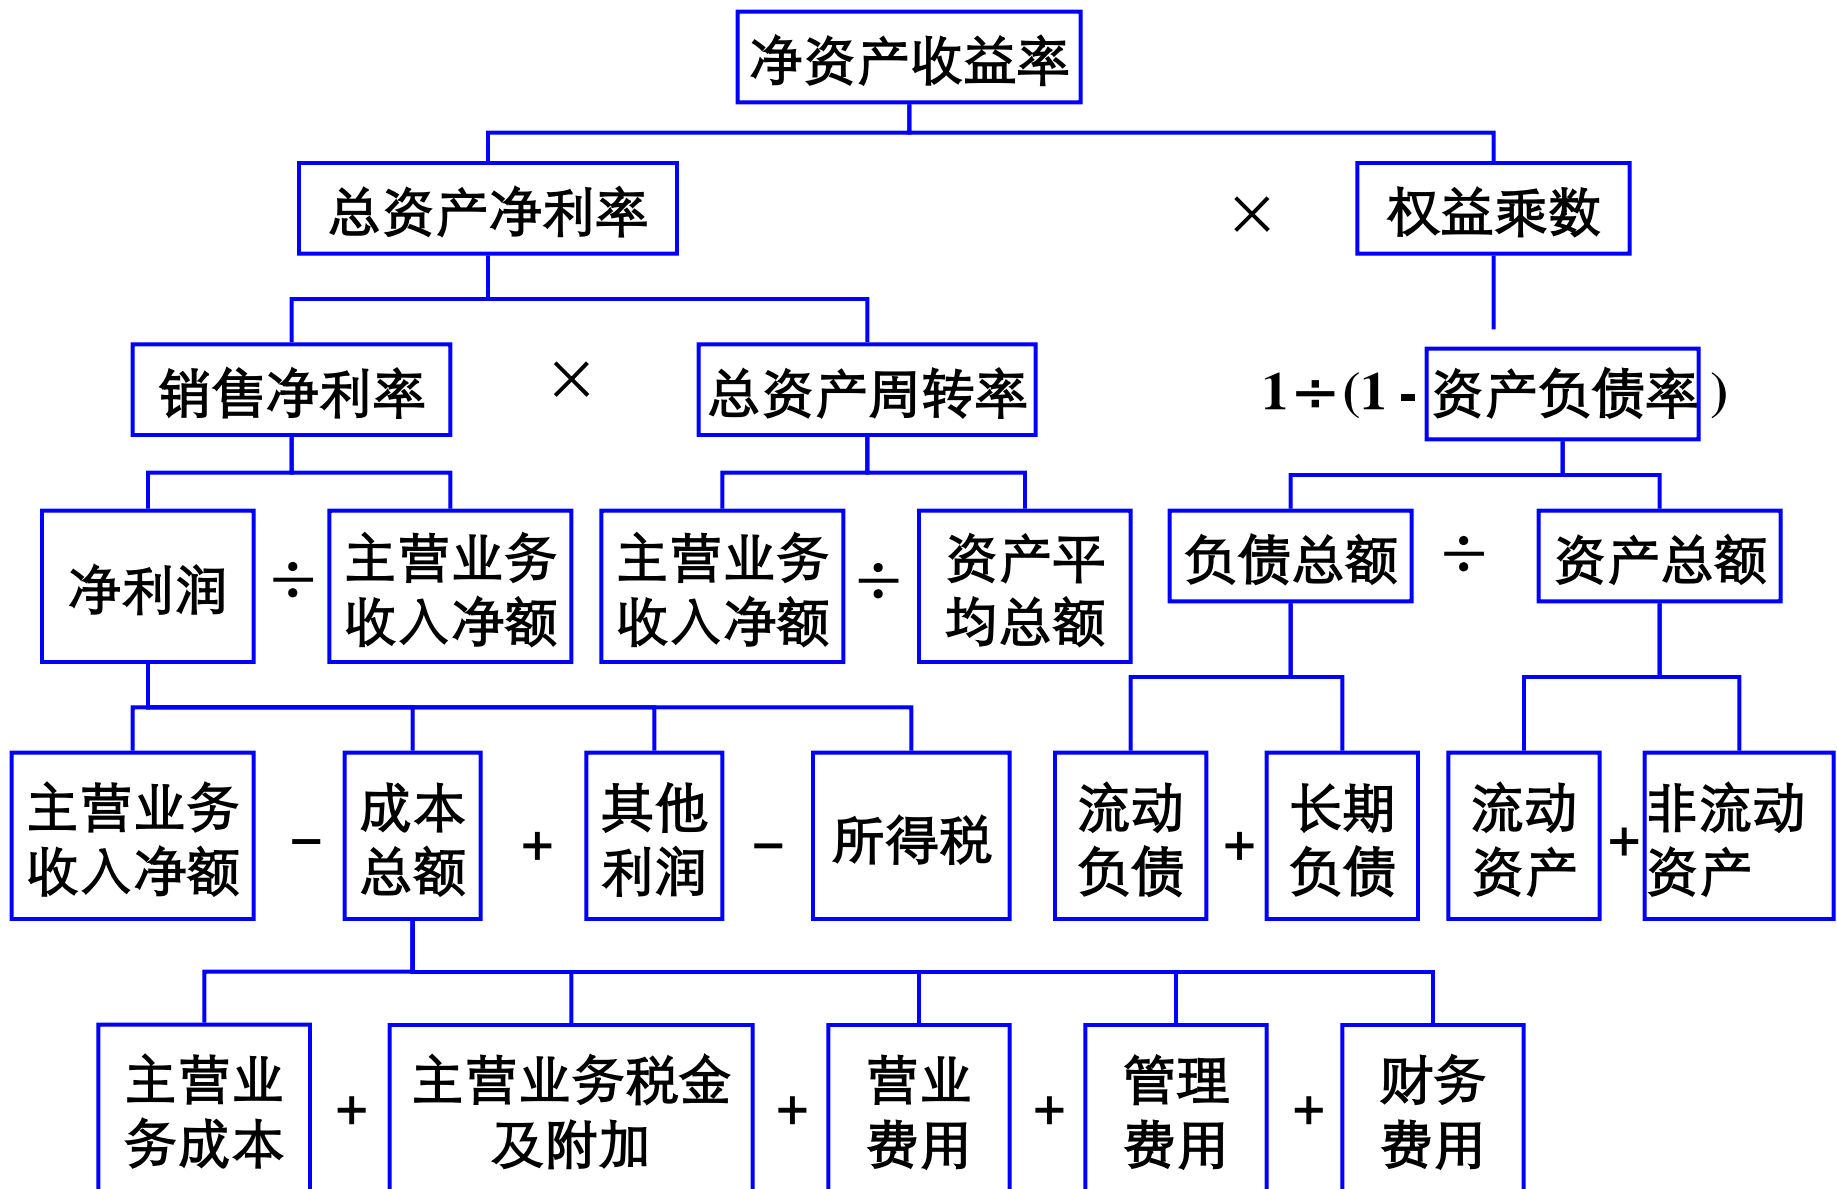 净资产收益率
总资产净利率 × 权益乘数
销售净利率 × 总资产周转率 1÷(1-资产负债率)
净利润 ÷ 主营业务
收入净额 主营业务
收入净额 ÷ 资产平
均总额 负债总额 ÷ 资产总额
主营业务
收入净额 − 成本
总额 + 其他
利润 − 所得税 流动
负债 + 长期
负债 流动
资产 + 非流动
资产
主营业
务成本 + 主营业务税金
及附加 + 营业
费用 + 管理
费用 + 财务
费用